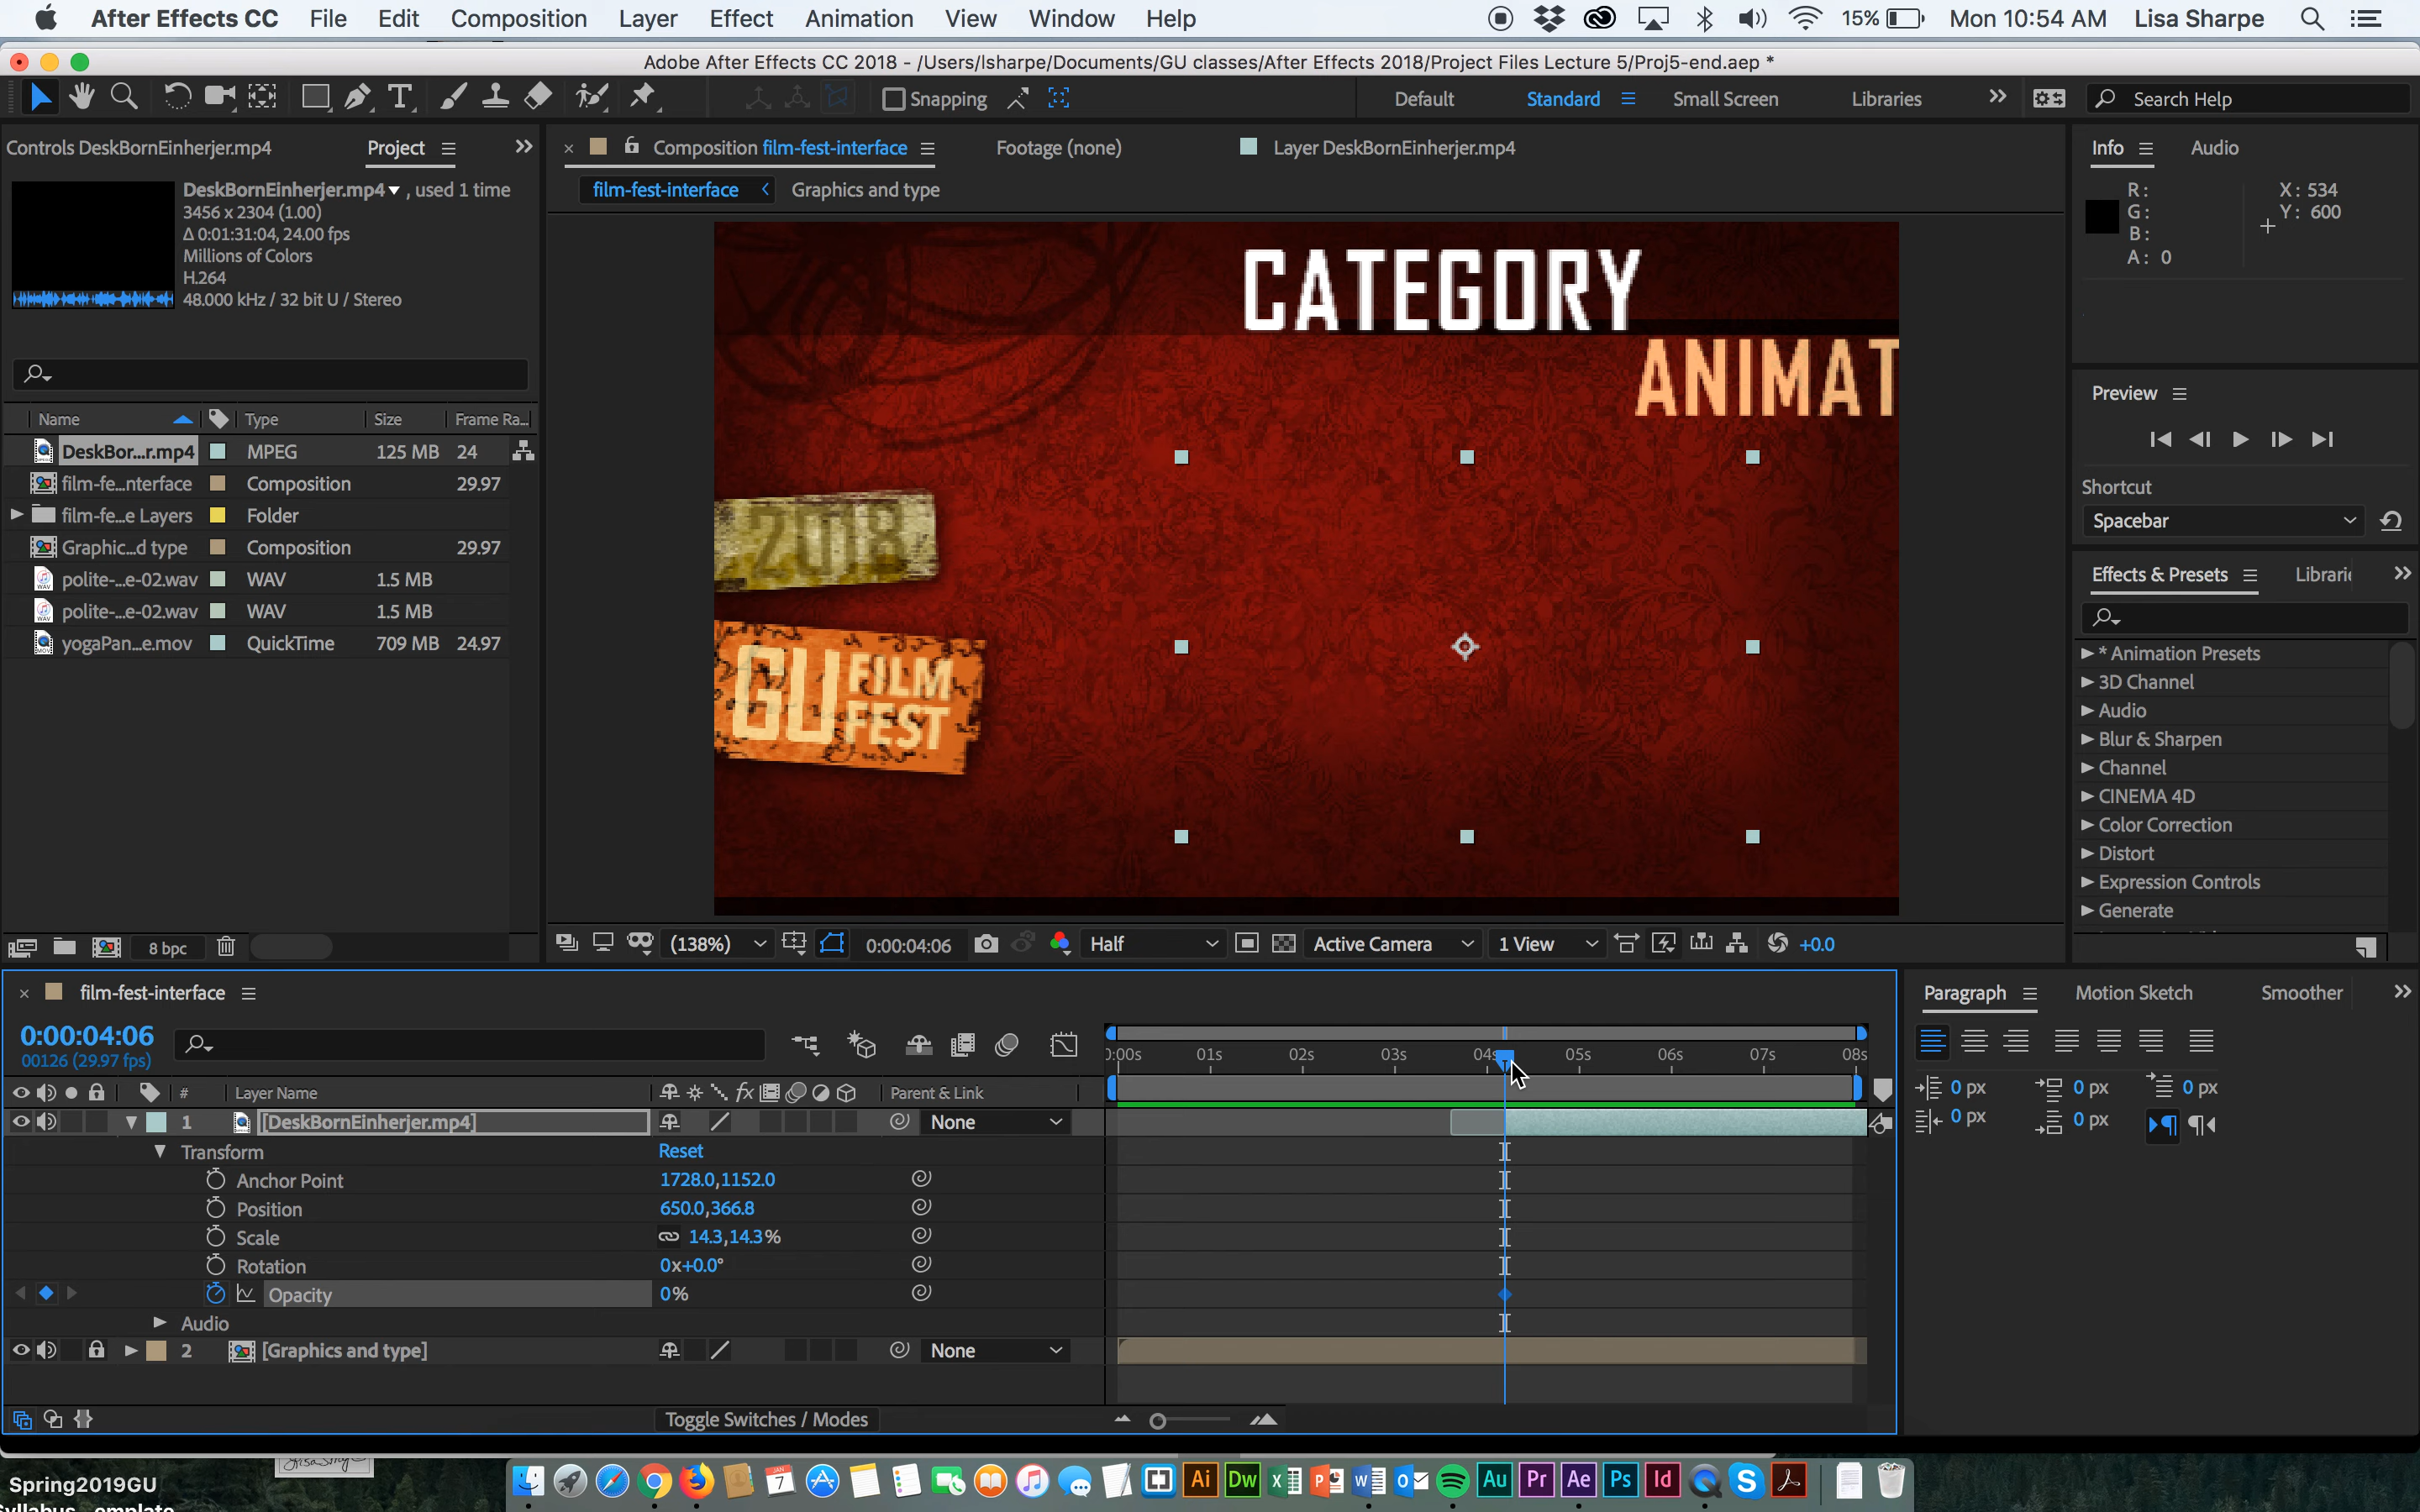 After Effects CC File Edit Composition Layer Effect Animation View Window Help 15% Mon 10:54 AM Lisa Sharpe
Adobe After Effects CC 2018 - /Users/lsharpe/Documents/GU classes/After Effects 2018/Project Files Lecture 5/Proj5-end.aep *
Snapping Default Standard Small Screen Libraries Search Help
Controls DeskBornEinherjer.mp4 Project
DeskBornEinherjer.mp4 , used 1 time
3456 x 2304 (1.00)
Δ 0:01:31:04, 24.00 fps
Millions of Colors
H.264
48.000 kHz / 32 bit U / Stereo
Name Type Size Frame Ra...
DeskBor...r.mp4 MPEG 125 MB 24
film-fe...nterface Composition 29.97
film-fe...e Layers Folder
Graphic...d type Composition 29.97
polite-...e-02.wav WAV 1.5 MB
polite-...e-02.wav WAV 1.5 MB
yogaPan...e.mov QuickTime 709 MB 24.97
8 bpc
Composition film-fest-interface Footage (none) Layer DeskBornEinherjer.mp4
film-fest-interface Graphics and type
CATEGORY
ANIMAT
2018
GU FILM
FEST
(138%) 0:00:04:06 Half Active Camera 1 View +0.0
Info Audio
R: X: 534
G: Y: 600
B:
A: 0
Preview
Shortcut
Spacebar
Effects & Presets Librari
* Animation Presets
3D Channel
Audio
Blur & Sharpen
Channel
CINEMA 4D
Color Correction
Distort
Expression Controls
Generate
film-fest-interface
0:00:04:06
00126 (29.97 fps)
0:00s 01s 02s 03s 04s 05s 06s 07s 08s
# Layer Name fx Parent & Link
1 [DeskBornEinherjer.mp4] None
Transform Reset
Anchor Point 1728.0,1152.0
Position 650.0,366.8
Scale 14.3,14.3%
Rotation 0x+0.0°
Opacity 0%
Audio
2 [Graphics and type] None
Toggle Switches / Modes
Paragraph Motion Sketch Smoother
0 px 0 px 0 px
0 px 0 px
Spring2019GU
JAN
7
Ai Dw Au Pr Ae Ps Id